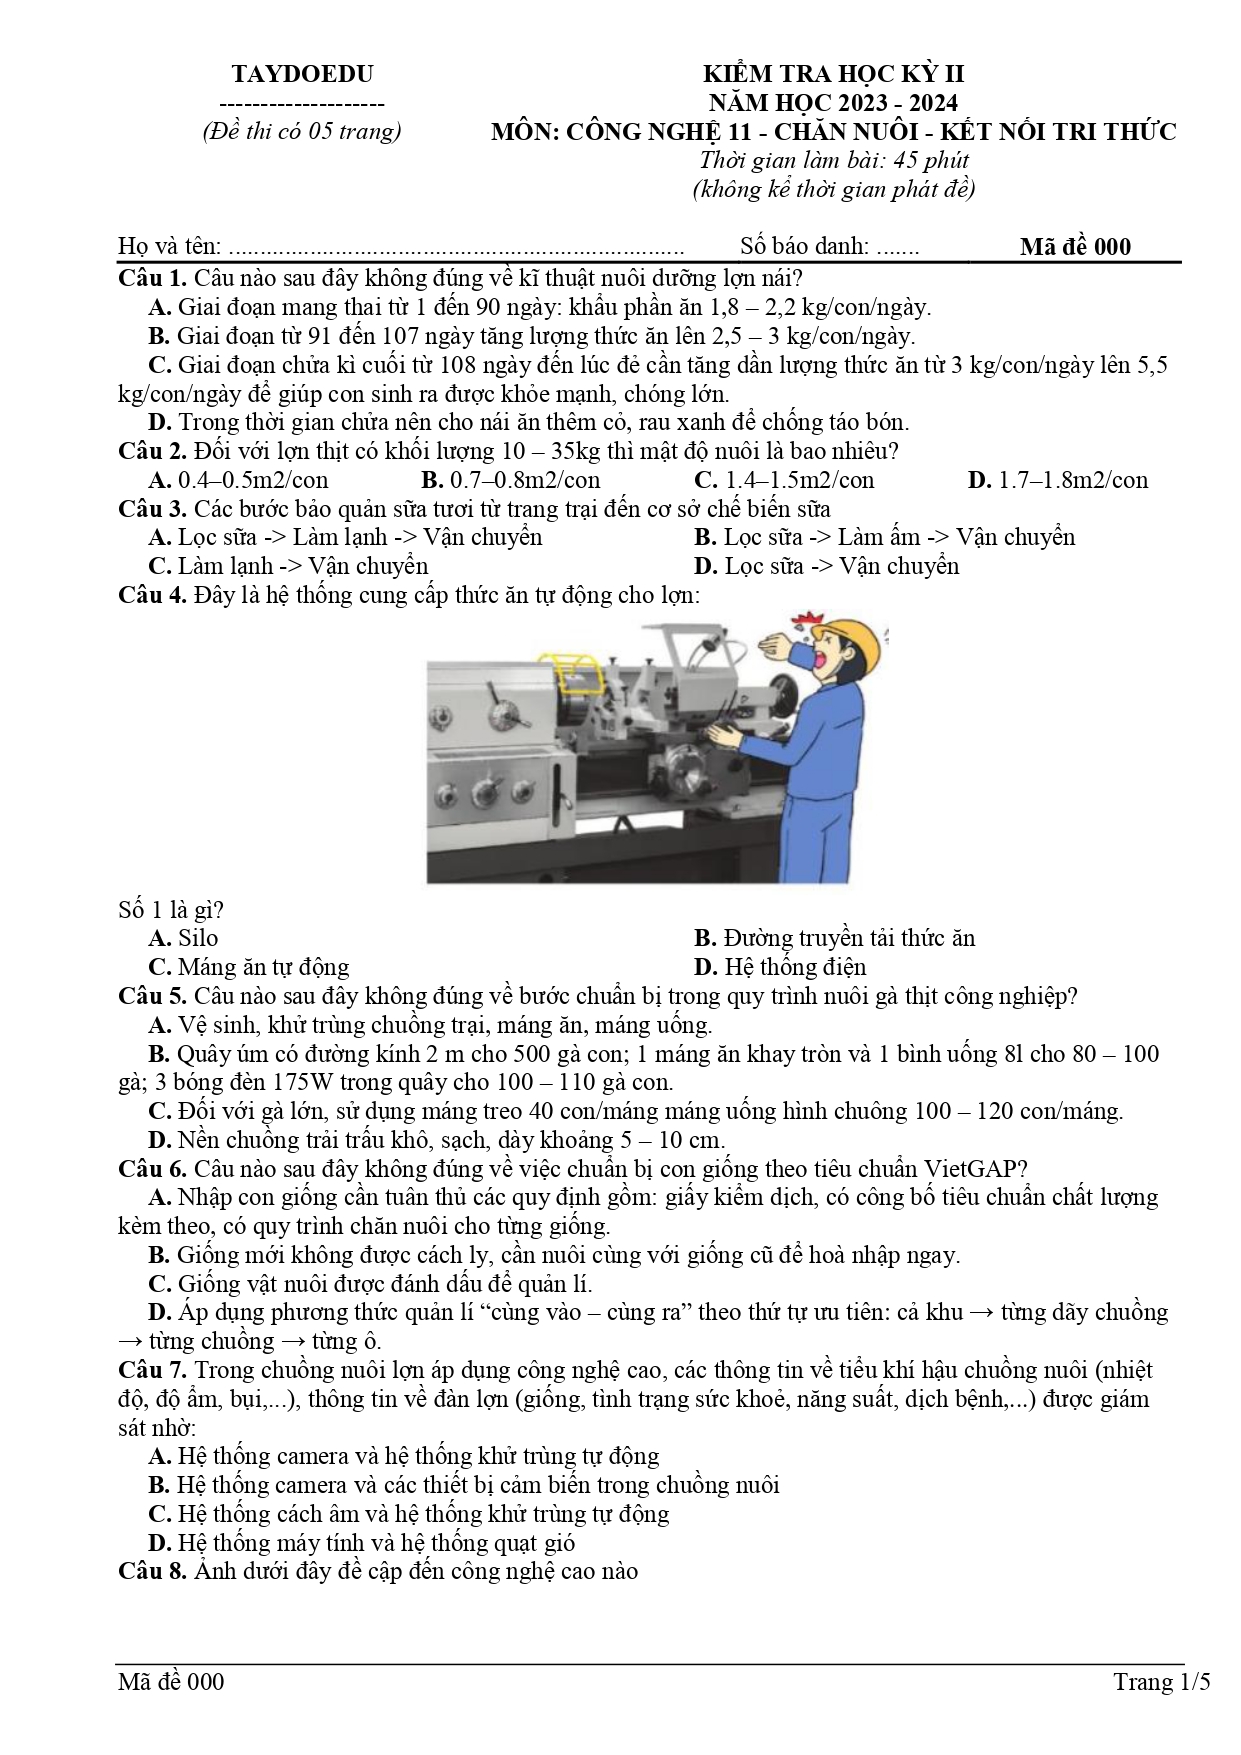 TAYDOEDU
--------------------
(Đề thi có 05 trang)
KIỂM TRA HỌC KỲ II
NĂM HỌC 2023 - 2024
MÔN: CÔNG NGHỆ 11 - CHĂN NUÔI - KẾT NỐI TRI THỨC
Thời gian làm bài: 45 phút
(không kể thời gian phát đề)
Họ và tên: ........................................................................ Số báo danh: ....... Mã đề 000
Câu 1. Câu nào sau đây không đúng về kĩ thuật nuôi dưỡng lợn nái?
A. Giai đoạn mang thai từ 1 đến 90 ngày: khẩu phần ăn 1,8 – 2,2 kg/con/ngày.
B. Giai đoạn từ 91 đến 107 ngày tăng lượng thức ăn lên 2,5 – 3 kg/con/ngày.
C. Giai đoạn chửa kì cuối từ 108 ngày đến lúc đẻ cần tăng dần lượng thức ăn từ 3 kg/con/ngày lên 5,5
kg/con/ngày để giúp con sinh ra được khỏe mạnh, chóng lớn.
D. Trong thời gian chửa nên cho nái ăn thêm cỏ, rau xanh để chống táo bón.
Câu 2. Đối với lợn thịt có khối lượng 10 – 35kg thì mật độ nuôi là bao nhiêu?
A. 0.4–0.5m2/con B. 0.7–0.8m2/con C. 1.4–1.5m2/con D. 1.7–1.8m2/con
Câu 3. Các bước bảo quản sữa tươi từ trang trại đến cơ sở chế biến sữa
A. Lọc sữa -> Làm lạnh -> Vận chuyển B. Lọc sữa -> Làm ấm -> Vận chuyển
C. Làm lạnh -> Vận chuyển D. Lọc sữa -> Vận chuyển
Câu 4. Đây là hệ thống cung cấp thức ăn tự động cho lợn:
Số 1 là gì?
A. Silo B. Đường truyền tải thức ăn
C. Máng ăn tự động D. Hệ thống điện
Câu 5. Câu nào sau đây không đúng về bước chuẩn bị trong quy trình nuôi gà thịt công nghiệp?
A. Vệ sinh, khử trùng chuồng trại, máng ăn, máng uống.
B. Quây úm có đường kính 2 m cho 500 gà con; 1 máng ăn khay tròn và 1 bình uống 8l cho 80 – 100
gà; 3 bóng đèn 175W trong quây cho 100 – 110 gà con.
C. Đối với gà lớn, sử dụng máng treo 40 con/máng máng uống hình chuông 100 – 120 con/máng.
D. Nền chuồng trải trấu khô, sạch, dày khoảng 5 – 10 cm.
Câu 6. Câu nào sau đây không đúng về việc chuẩn bị con giống theo tiêu chuẩn VietGAP?
A. Nhập con giống cần tuân thủ các quy định gồm: giấy kiểm dịch, có công bố tiêu chuẩn chất lượng
kèm theo, có quy trình chăn nuôi cho từng giống.
B. Giống mới không được cách ly, cần nuôi cùng với giống cũ để hoà nhập ngay.
C. Giống vật nuôi được đánh dấu để quản lí.
D. Áp dụng phương thức quản lí “cùng vào – cùng ra” theo thứ tự ưu tiên: cả khu → từng dãy chuồng
→ từng chuồng → từng ô.
Câu 7. Trong chuồng nuôi lợn áp dụng công nghệ cao, các thông tin về tiểu khí hậu chuồng nuôi (nhiệt
độ, độ ẩm, bụi,...), thông tin về đàn lợn (giống, tình trạng sức khoẻ, năng suất, dịch bệnh,...) được giám
sát nhờ:
A. Hệ thống camera và hệ thống khử trùng tự động
B. Hệ thống camera và các thiết bị cảm biến trong chuồng nuôi
C. Hệ thống cách âm và hệ thống khử trùng tự động
D. Hệ thống máy tính và hệ thống quạt gió
Câu 8. Ảnh dưới đây đề cập đến công nghệ cao nào
Mã đề 000 Trang 1/5